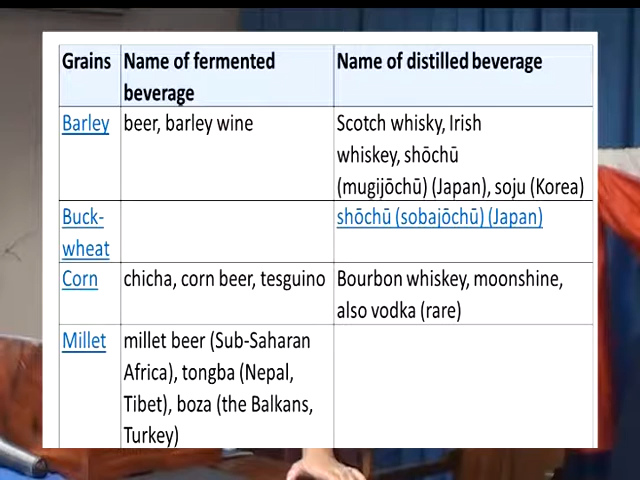 Grains Name of fermented beverage Name of distilled beverage
Barley beer, barley wine Scotch whisky, Irish whiskey, shōchū (mugijōchū) (Japan), soju (Korea)
Buck-wheat shōchū (sobajōchū) (Japan)
Corn chicha, corn beer, tesguino Bourbon whiskey, moonshine, also vodka (rare)
Millet millet beer (Sub-Saharan Africa), tongba (Nepal, Tibet), boza (the Balkans, Turkey)